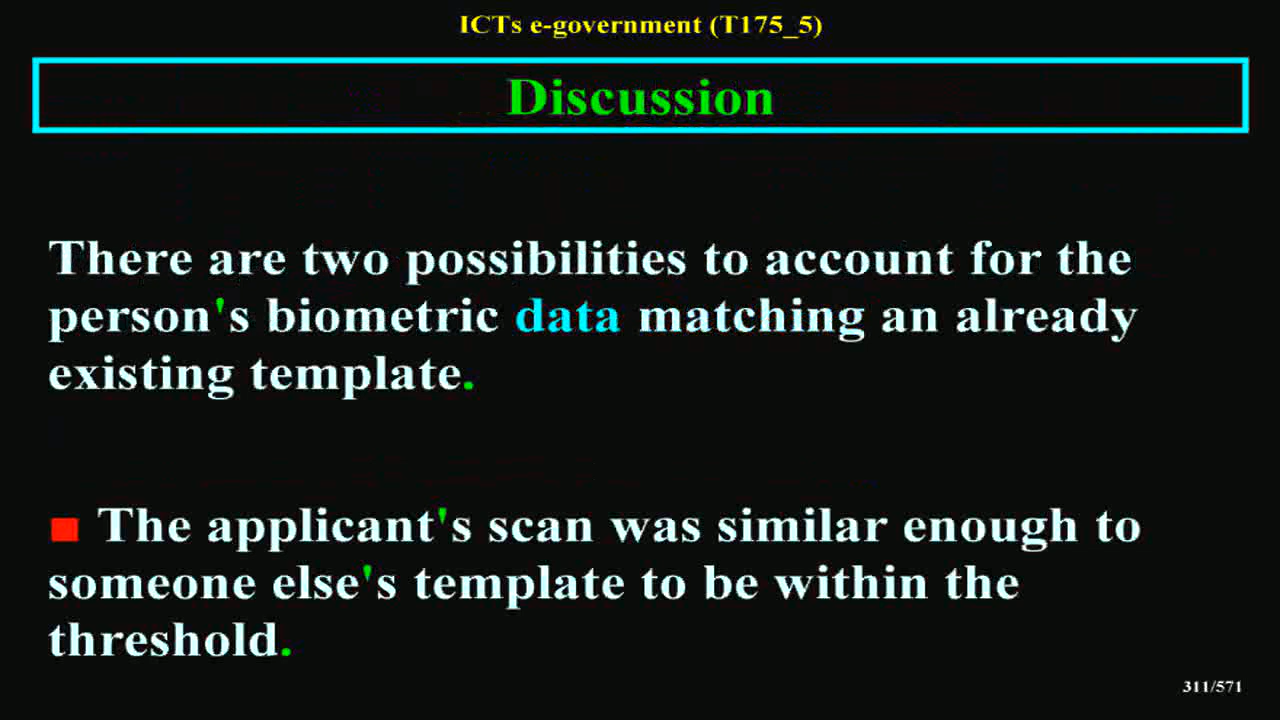 ICTs e-government (T175_5)
Discussion
There are two possibilities to account for the
person's biometric data matching an already
existing template.
■ The applicant's scan was similar enough to
someone else's template to be within the
threshold.
311/571